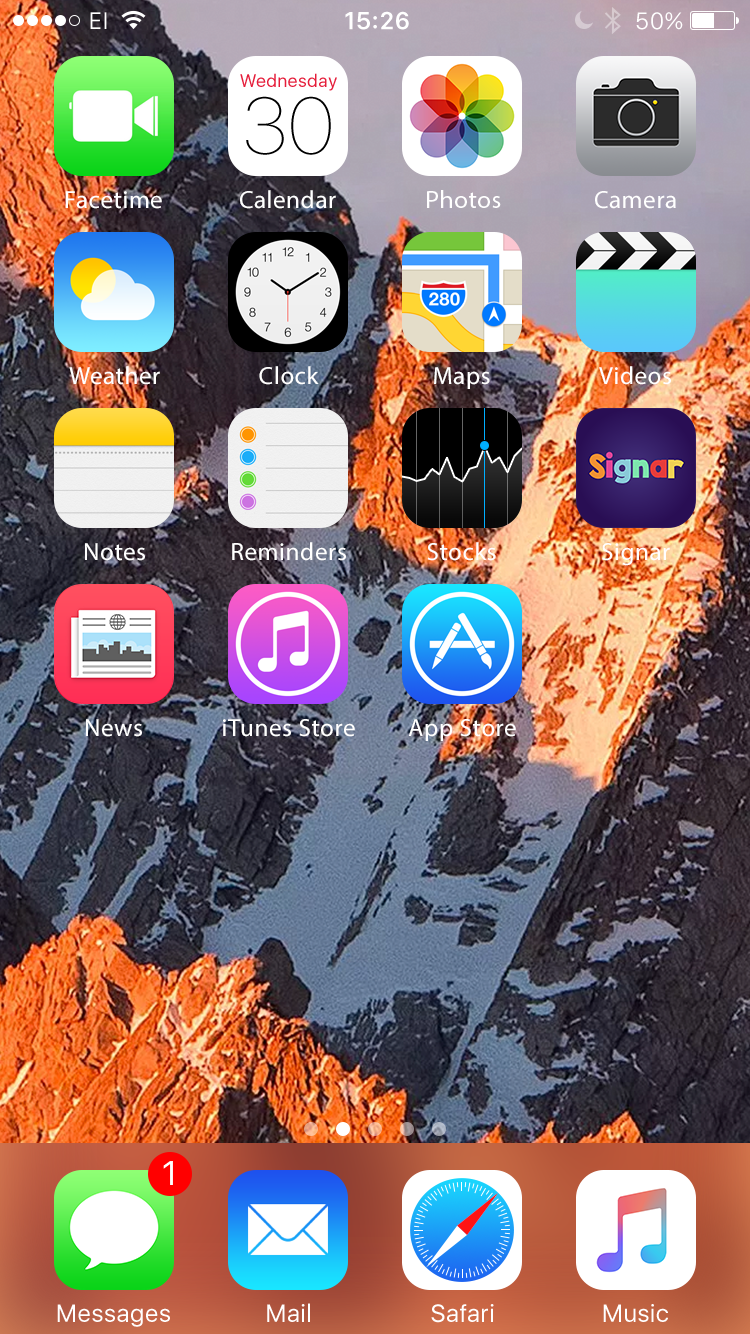 EI 15:26 50%
Wednesday
30
Facetime Calendar Photos Camera
12
11 1
10 2
9 3
8 4
7 5
6
280
Weather Clock Maps Videos
Signar
Notes Reminders Stocks Signar
News iTunes Store App Store
1
Messages Mail Safari Music